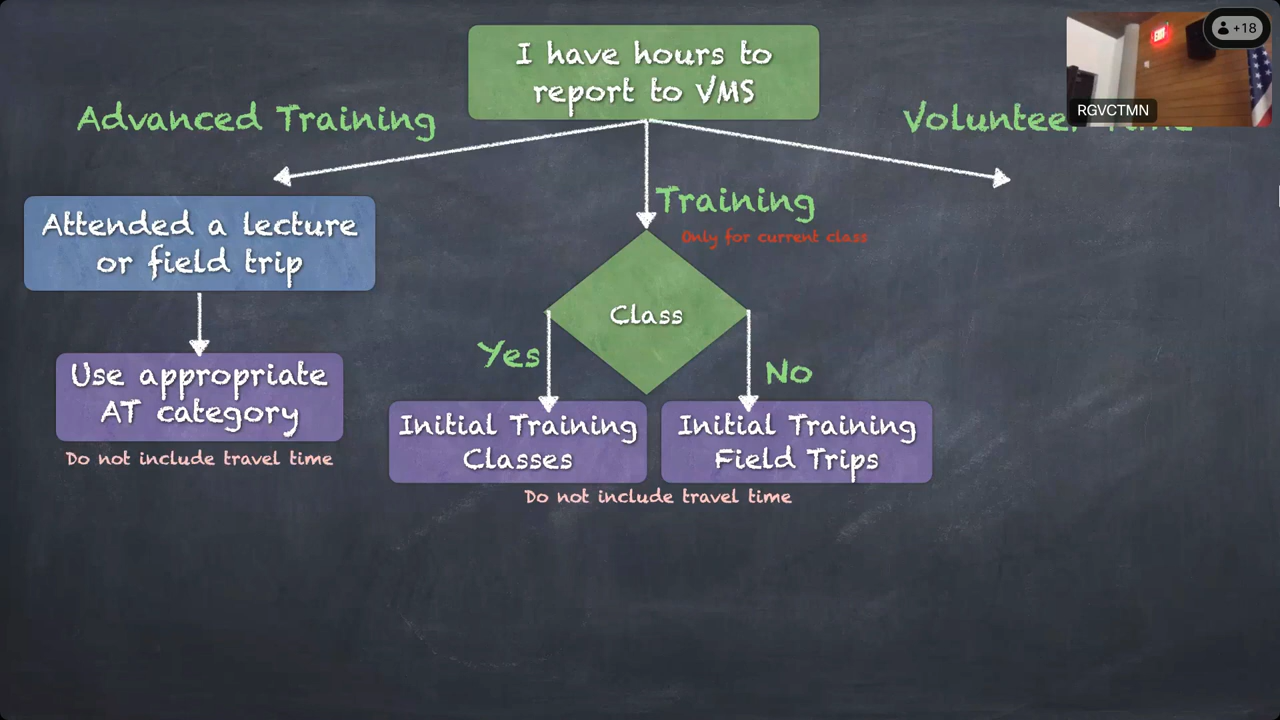 I have hours to
report to VMS
+18
RGVCTMN
Advanced Training
Volunteer
Attended a lecture
or field trip
Training
Only for current class
Class
Yes
No
Use appropriate
AT category
Do not include travel time
Initial Training
Classes
Initial Training
Field Trips
Do not include travel time
EXIT